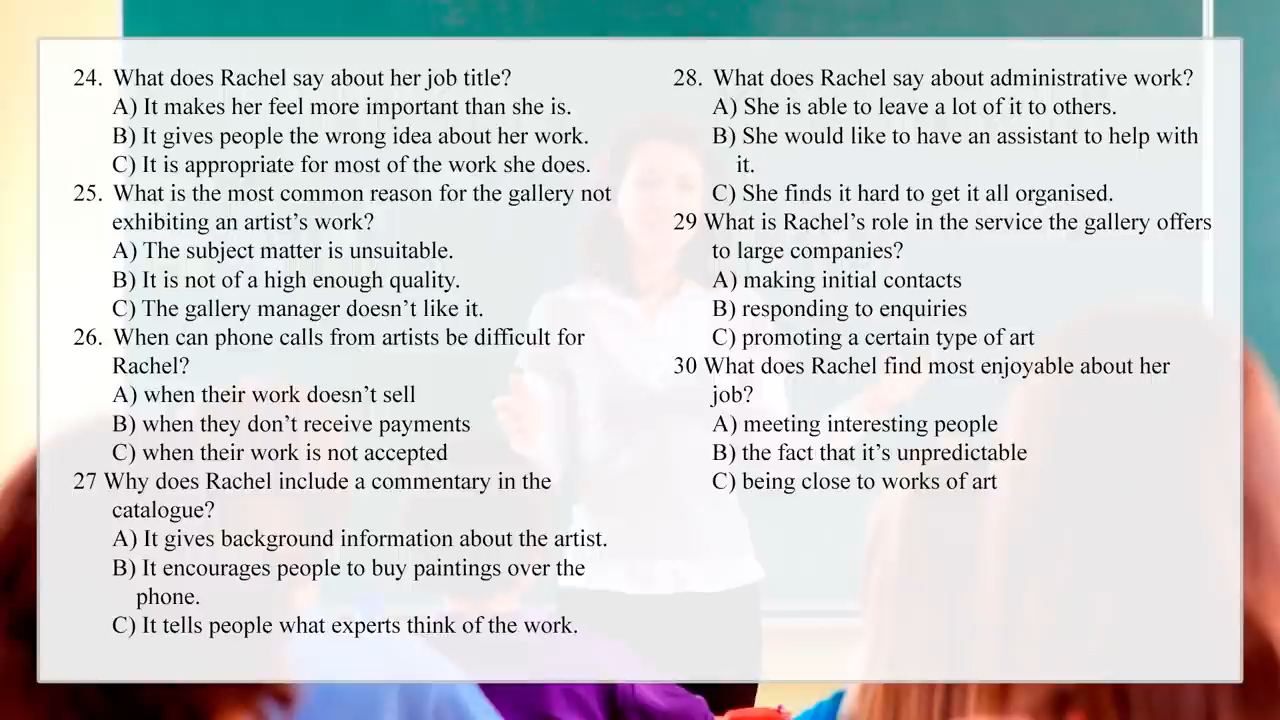 24. What does Rachel say about her job title?
A) It makes her feel more important than she is.
B) It gives people the wrong idea about her work.
C) It is appropriate for most of the work she does.
25. What is the most common reason for the gallery not
exhibiting an artist’s work?
A) The subject matter is unsuitable.
B) It is not of a high enough quality.
C) The gallery manager doesn’t like it.
26. When can phone calls from artists be difficult for
Rachel?
A) when their work doesn’t sell
B) when they don’t receive payments
C) when their work is not accepted
27 Why does Rachel include a commentary in the
catalogue?
A) It gives background information about the artist.
B) It encourages people to buy paintings over the
phone.
C) It tells people what experts think of the work.
28. What does Rachel say about administrative work?
A) She is able to leave a lot of it to others.
B) She would like to have an assistant to help with
it.
C) She finds it hard to get it all organised.
29 What is Rachel’s role in the service the gallery offers
to large companies?
A) making initial contacts
B) responding to enquiries
C) promoting a certain type of art
30 What does Rachel find most enjoyable about her
job?
A) meeting interesting people
B) the fact that it’s unpredictable
C) being close to works of art